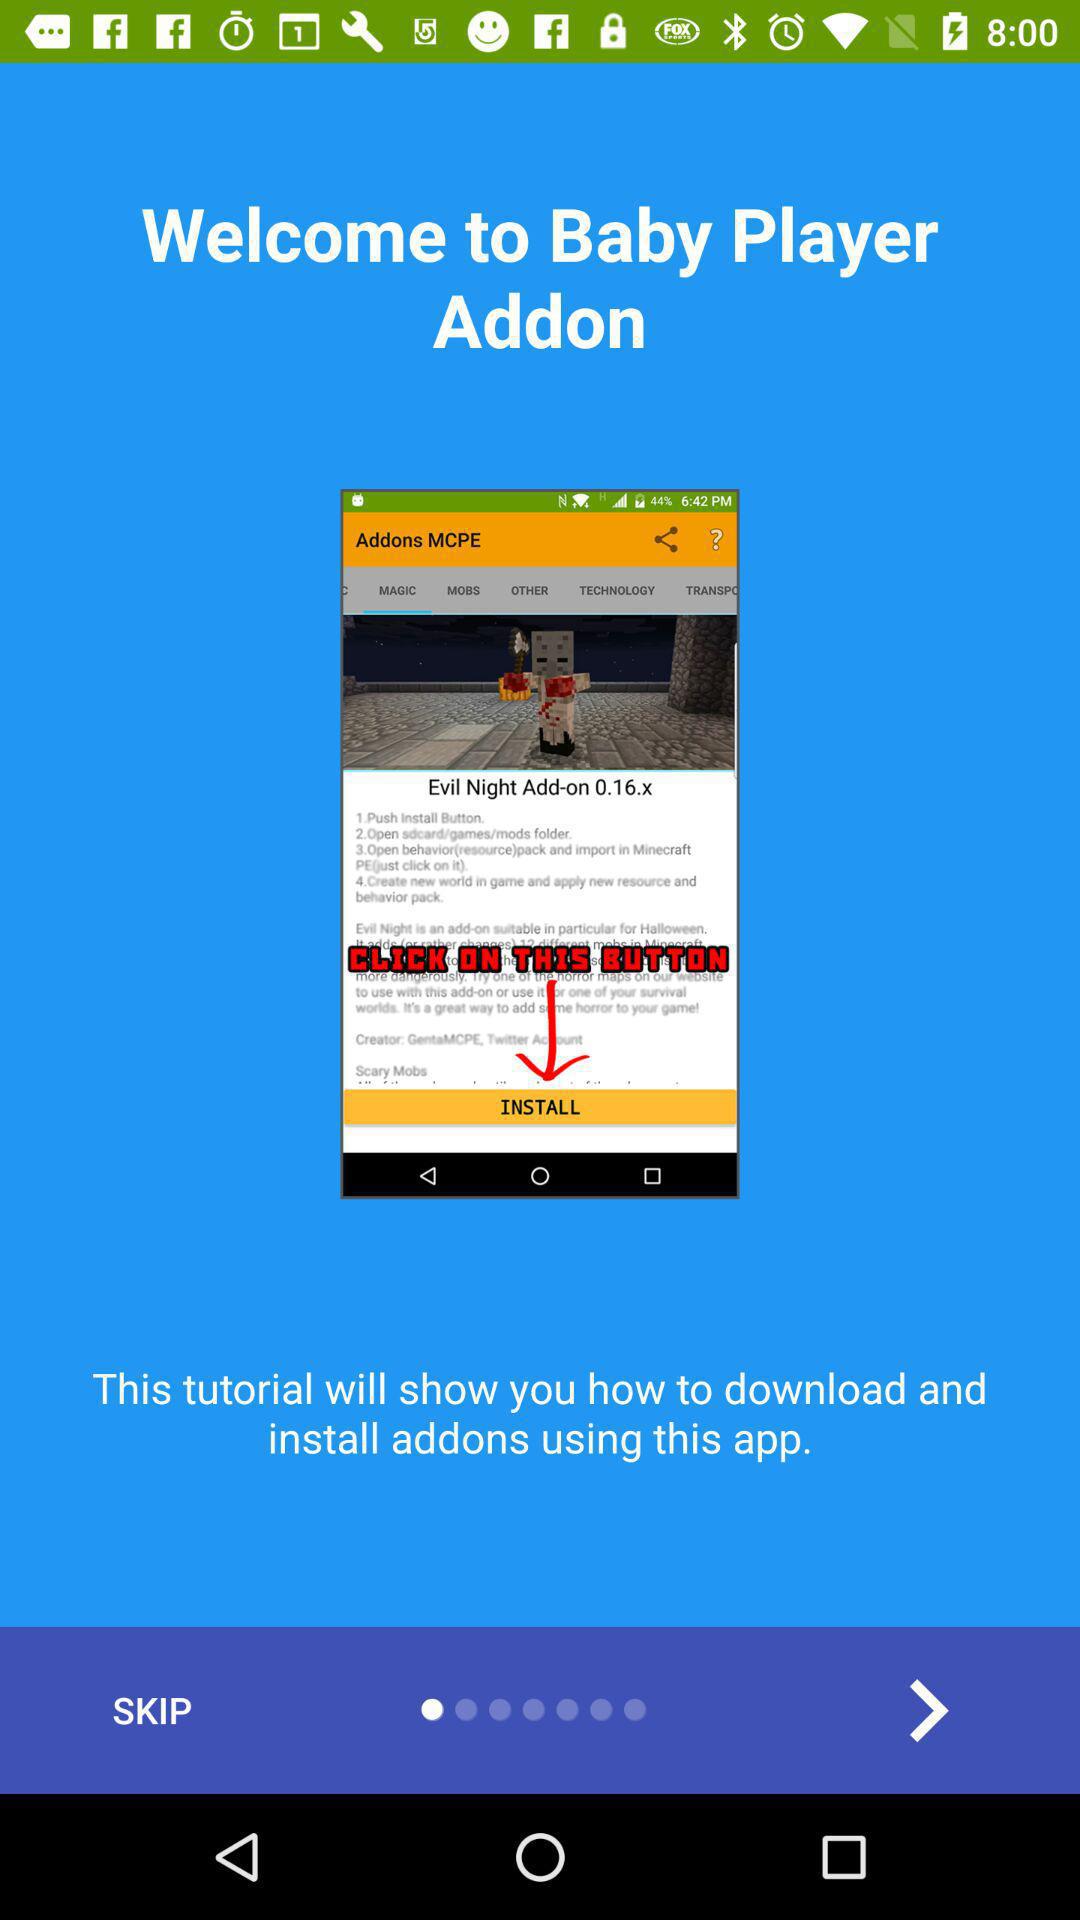 8:00
Welcome to Baby Player
Addon
44% 6:42 PM
Addons MCPE
?
C MAGIC MOBS OTHER TECHNOLOGY TRANSPO
Evil Night Add-on 0.16.x
1.Push Install Button.
2.Open sdcard/games/mods folder.
3.Open behavior(resource)pack and import in Minecraft
PE(just click on it).
4.Create new world in game and apply new resource and
behavior pack.
Evil Night is an add-on suitable in particular for Halloween.
It adds (or rather changes) 12 different mobs in Minecraft
CLICK ON THIS BUTTON
more dangerously. Try one of the horror maps on our website
to use with this add-on or use it for one of your survival
worlds. It's a great way to add some horror to your game!
Creator: GentaMCPE, Twitter Account
Scary Mobs
INSTALL
This tutorial will show you how to download and
install addons using this app.
SKIP